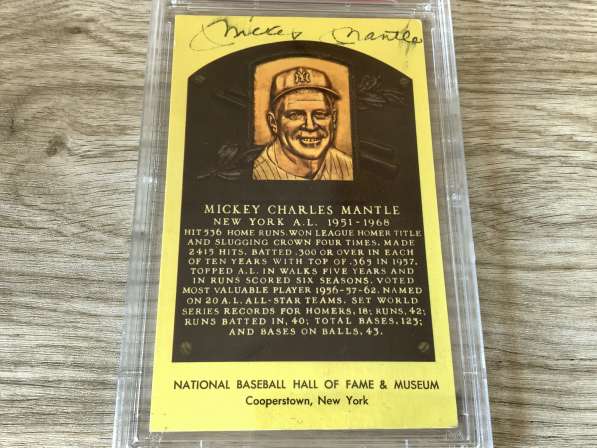 Mickey Mantle
MICKEY CHARLES MANTLE
NEW YORK A.L. 1951-1968
HIT 536 HOME RUNS. WON LEAGUE HOMER TITLE
AND SLUGGING CROWN FOUR TIMES. MADE
2415 HITS. BATTED .300 OR OVER IN EACH
OF TEN YEARS WITH TOP OF .365 IN 1957.
TOPPED A.L. IN WALKS FIVE YEARS AND
IN RUNS SCORED SIX SEASONS. VOTED
MOST VALUABLE PLAYER 1956-57-62. NAMED
ON 20 A.L. ALL-STAR TEAMS. SET WORLD
SERIES RECORDS FOR HOMERS, 18; RUNS, 42;
RUNS BATTED IN, 40; TOTAL BASES, 123;
AND BASES ON BALLS, 43.
NATIONAL BASEBALL HALL OF FAME & MUSEUM
Cooperstown, New York